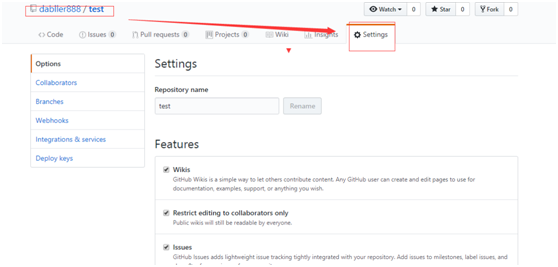 dabller888 / test
Watch 0 Star 0 Fork 0
Code Issues 0 Pull requests 0 Projects 0 Wiki Insights Settings
Options
Collaborators
Branches
Webhooks
Integrations & services
Deploy keys
Settings
Repository name
test Rename
Features
Wikis
GitHub Wikis is a simple way to let others contribute content. Any GitHub user can create and edit pages to use for
documentation, examples, support, or anything you wish.
Restrict editing to collaborators only
Public wikis will still be readable by everyone.
Issues
GitHub Issues adds lightweight issue tracking tightly integrated with your repository. Add issues to milestones, label issues, and